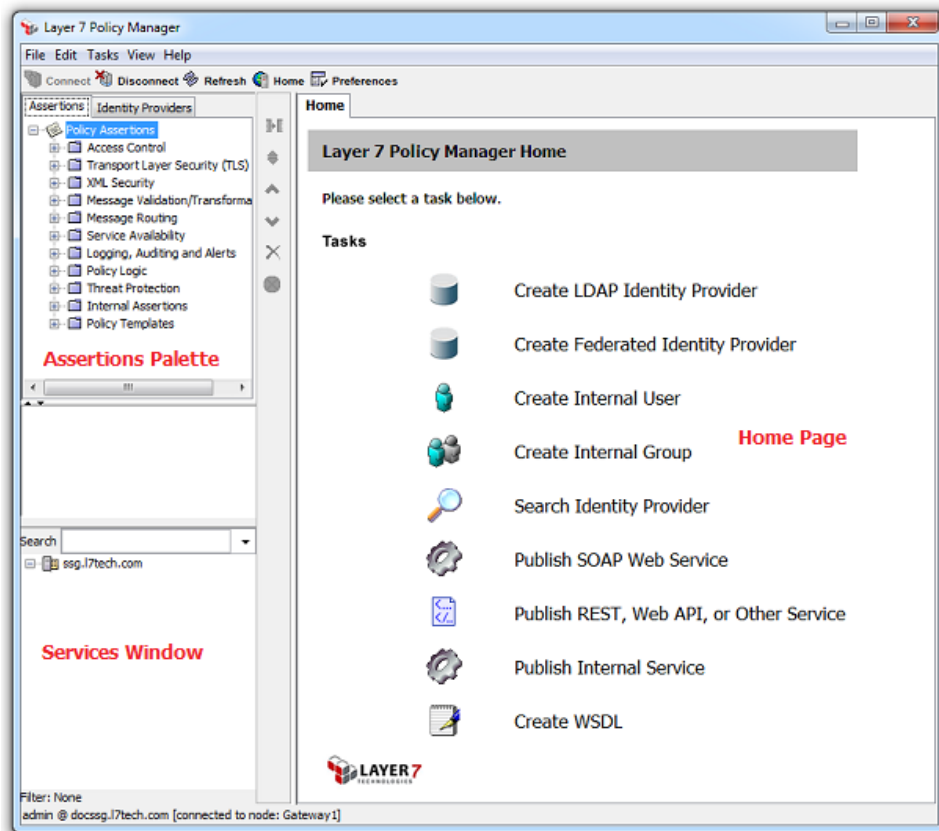 Layer 7 Policy Manager
File Edit Tasks View Help
Connect Disconnect Refresh Home Preferences
Assertions Identity Providers
Policy Assertions
Access Control
Transport Layer Security (TLS)
XML Security
Message Validation/Transforma
Message Routing
Service Availability
Logging, Auditing and Alerts
Policy Logic
Threat Protection
Internal Assertions
Policy Templates
Assertions Palette
Search
ssg.l7tech.com
Services Window
Filter: None
Home
Layer 7 Policy Manager Home
Please select a task below.
Tasks
Create LDAP Identity Provider
Create Federated Identity Provider
Create Internal User
Create Internal Group
Home Page
Search Identity Provider
Publish SOAP Web Service
Publish REST, Web API, or Other Service
Publish Internal Service
Create WSDL
LAYER 7
TECHNOLOGIES
admin @ docssg.l7tech.com [connected to node: Gateway1]